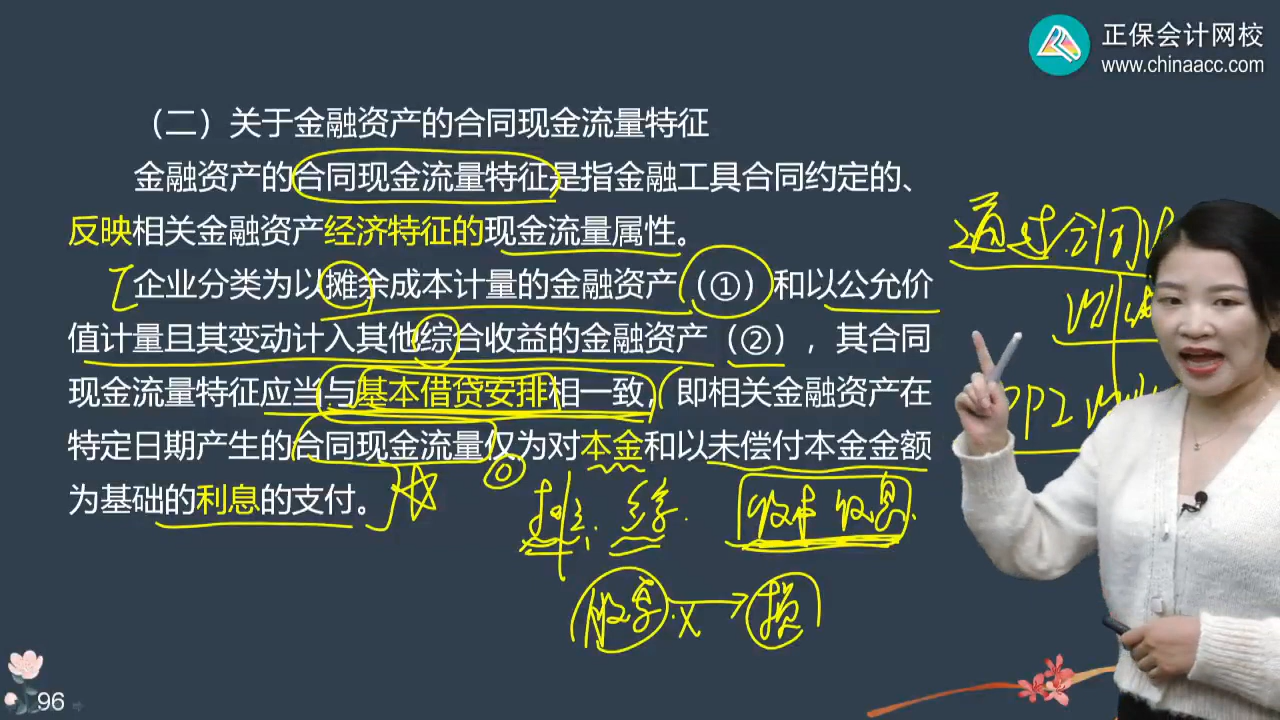 正保会计网校
www.chinaacc.com
（二）关于金融资产的合同现金流量特征
金融资产的合同现金流量特征是指金融工具合同约定的、
反映相关金融资产经济特征的现金流量属性。
企业分类为以摊余成本计量的金融资产（①）和以公允价
值计量且其变动计入其他综合收益的金融资产（②），其合同
现金流量特征应当与基本借贷安排相一致，即相关金融资产在
特定日期产生的合同现金流量仅为对本金和以未偿付本金金额
为基础的利息的支付。
通过合同
收本 收息
股票 × → 损
96